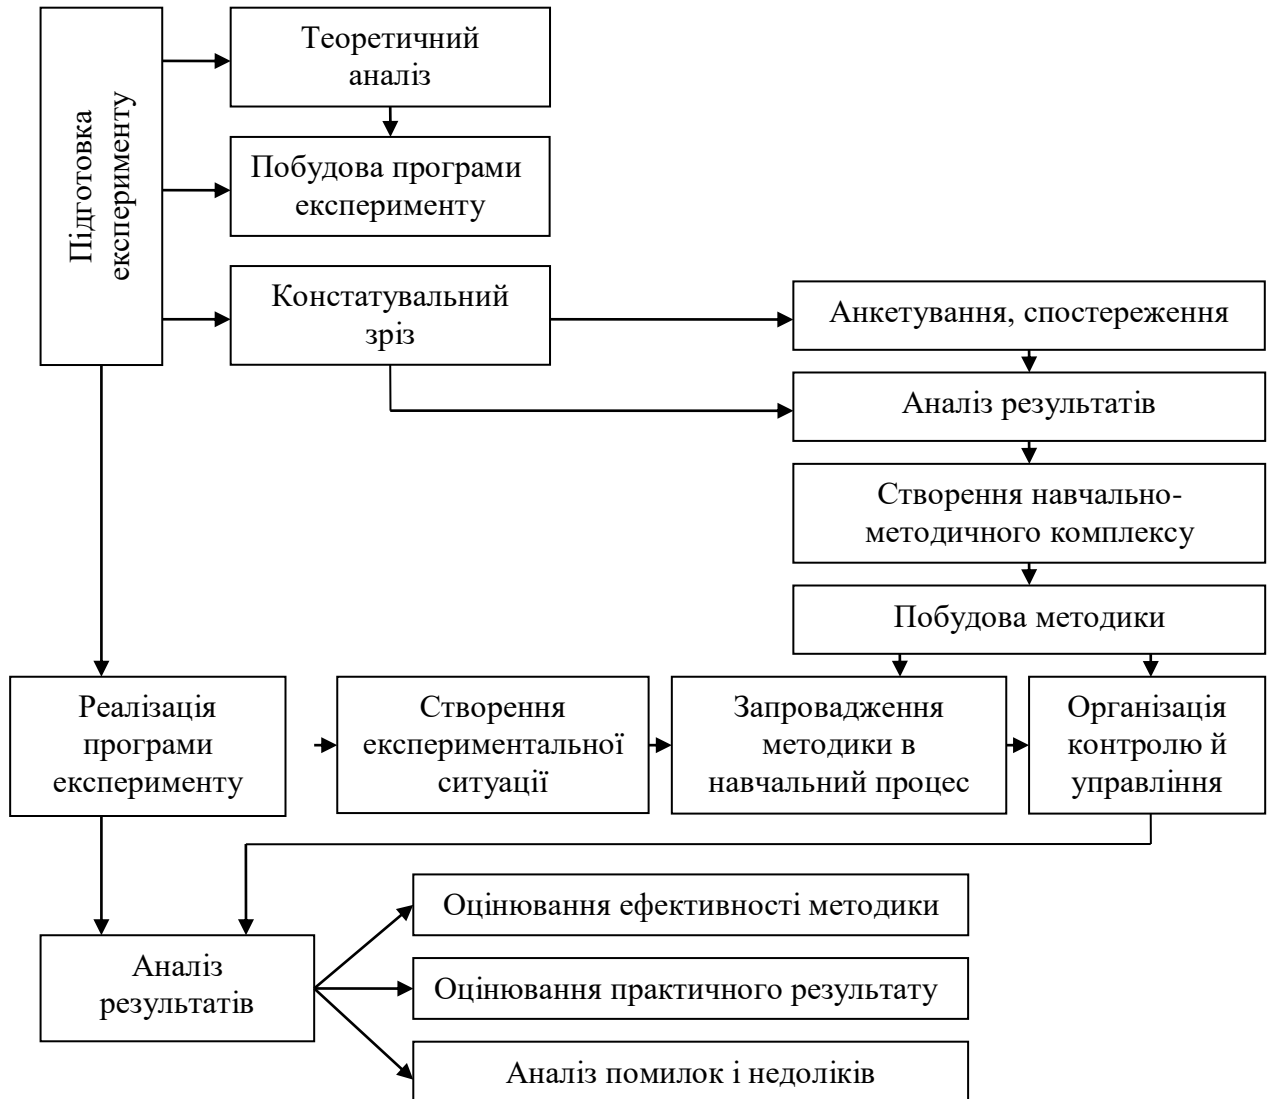 Підготовка
експерименту
Теоретичний
аналіз
Побудова програми
експерименту
Констатувальний
зріз
Анкетування, спостереження
Аналіз результатів
Створення навчально-
методичного комплексу
Побудова методики
Реалізація
програми
експерименту
Створення
експериментальної
ситуації
Запровадження
методики в
навчальний процес
Організація
контролю й
управління
Аналіз
результатів
Оцінювання ефективності методики
Оцінювання практичного результату
Аналіз помилок і недоліків